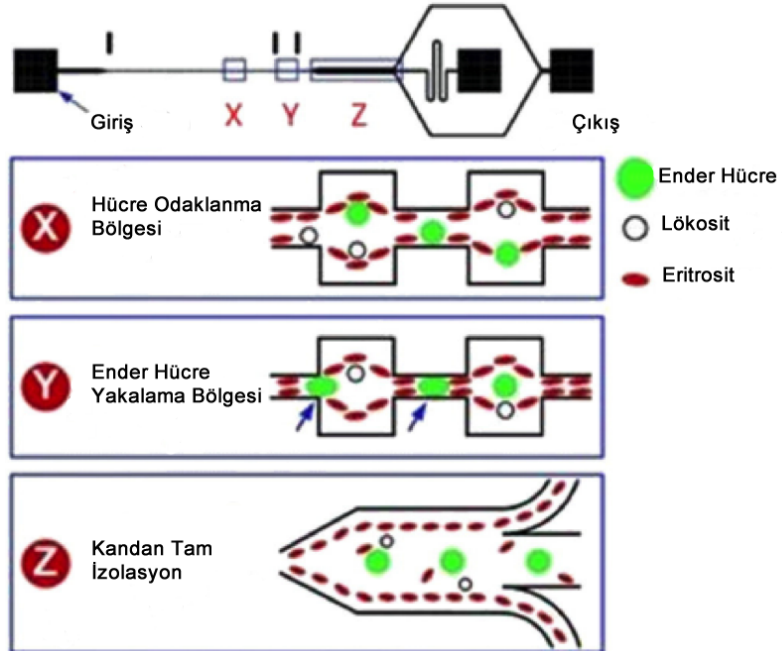 Giriş
X
Y
Z
Çıkış
X
Hücre Odaklanma
Bölgesi
Ender Hücre
Lökosit
Eritrosit
Y
Ender Hücre
Yakalama Bölgesi
Z
Kandan Tam
İzolasyon